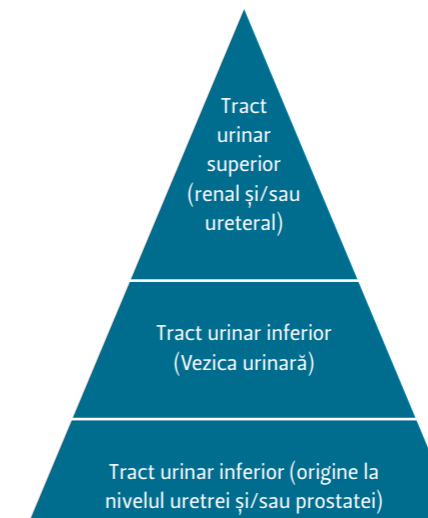 Tract
urinar
superior
(renal și/sau
ureteral)
Tract urinar inferior
(Vezica urinară)
Tract urinar inferior (origine la
nivelul uretrei și/sau prostatei)